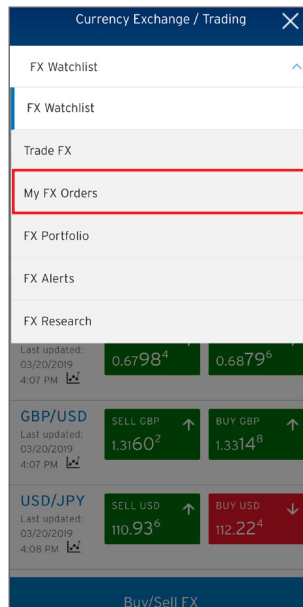 Currency Exchange / Trading
FX Watchlist
FX Watchlist
Trade FX
My FX Orders
FX Portfolio
FX Alerts
FX Research
Last updated:
03/20/2019
4:07 PM
0.6798⁴
0.6879⁶
GBP/USD
Last updated:
03/20/2019
4:07 PM
SELL GBP
1.3160²
BUY GBP
1.3314⁸
USD/JPY
Last updated:
03/20/2019
4:08 PM
SELL USD
110.93⁶
BUY USD
112.22⁴
Buy/Sell FX